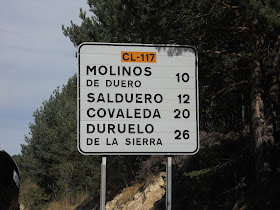 CL-117
MOLINOS 10
DE DUERO
SALDUERO 12
COVALEDA 20
DURUELO 26
DE LA SIERRA